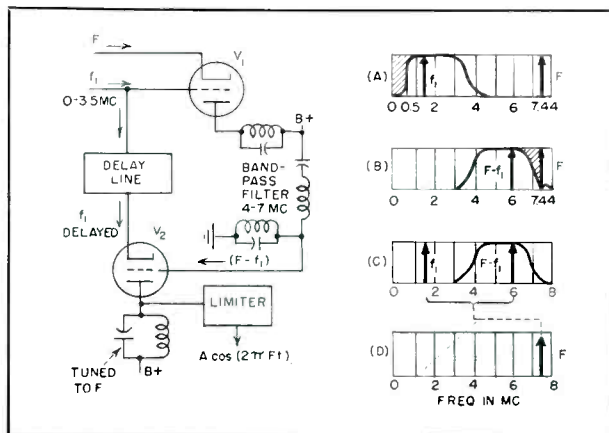 F
V1
f1
0-3.5MC
B+
DELAY
LINE
BAND-
PASS
FILTER
4-7 MC
f1
DELAYED
V2
(F-f1)
LIMITER
TUNED
TO F
B+
A cos (2πFt)
(A)
f1
F
0 0.5 2 4 6 7.44
(B)
F-f1
F
0 2 4 6 7.44
(C)
f1
F-f1
0 2 4 6 8
(D)
F
0 2 4 6 8
FREQ IN MC